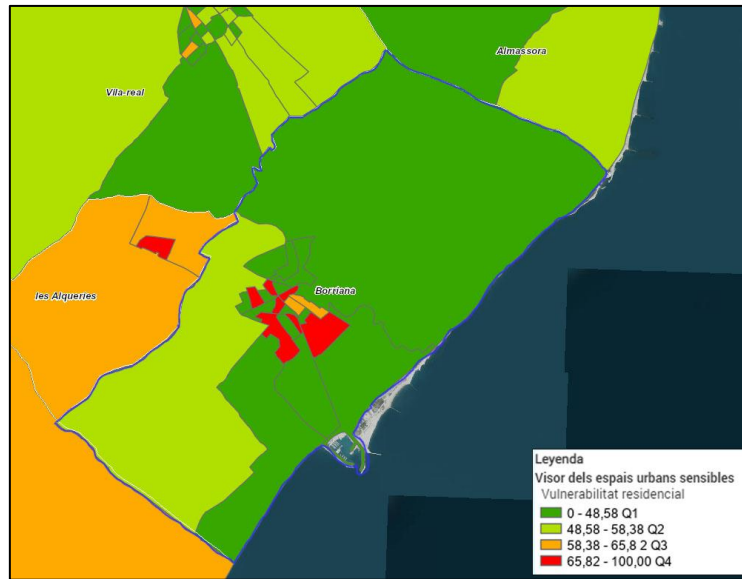 Almassora
Vila-real
les Alqueries
Borriana
Leyenda
Visor dels espais urbans sensibles
Vulnerabilitat residencial
0 - 48,58 Q1
48,58 - 58,38 Q2
58,38 - 65,8 2 Q3
65,82 - 100,00 Q4